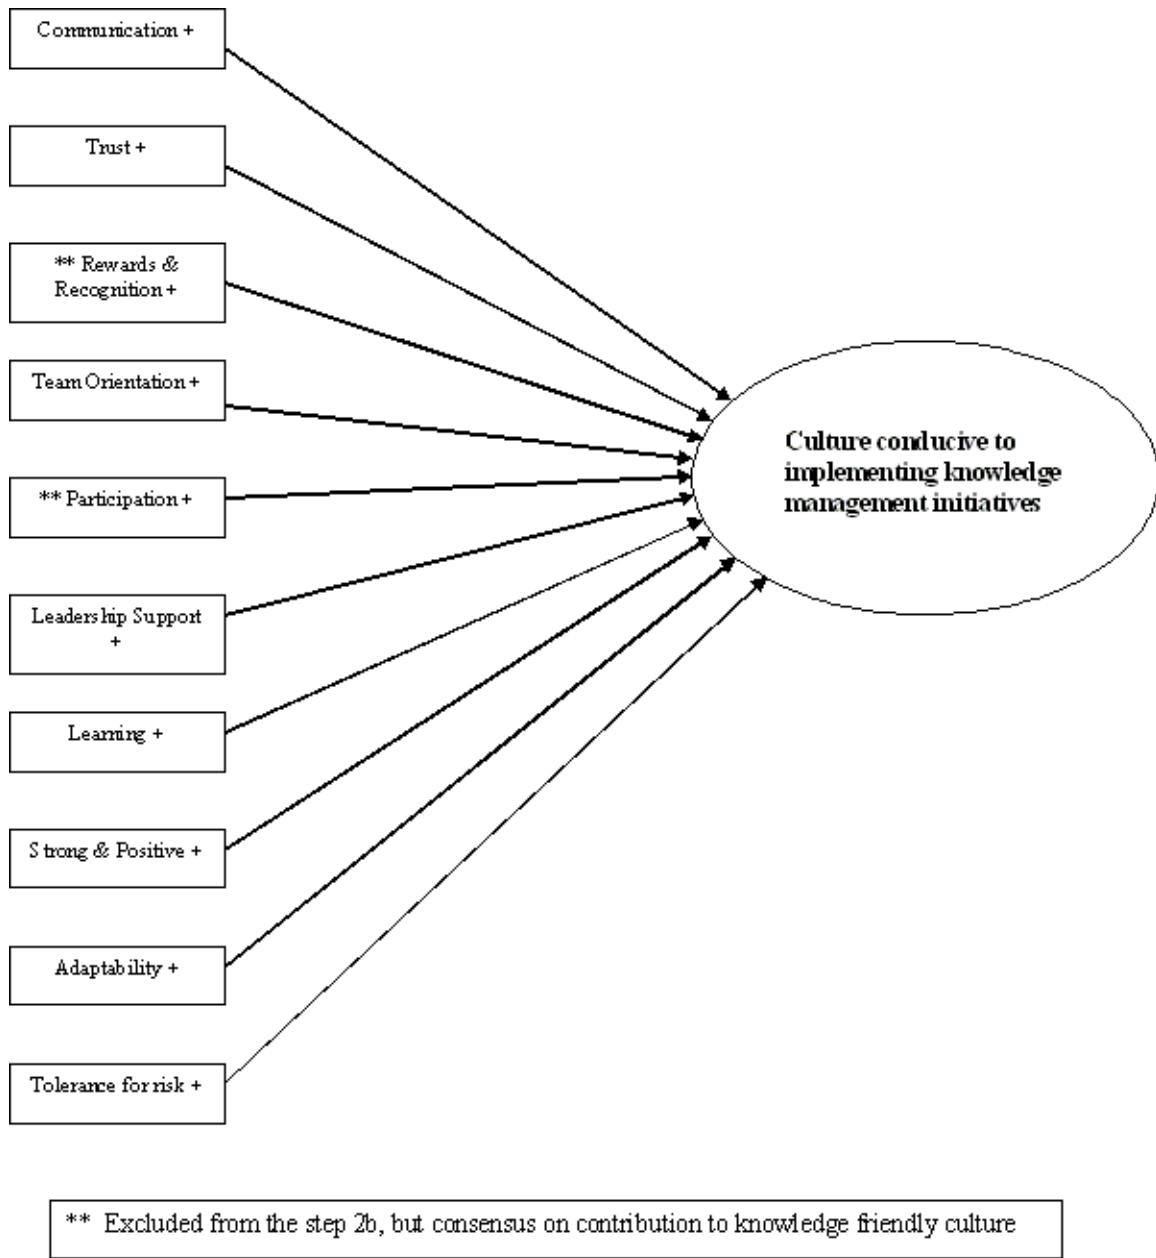 Communication +
Trust +
** Rewards &
Recognition +
Team Orientation +
** Participation +
Leadership Support
+
Learning +
Strong & Positive +
Adaptability +
Tolerance for risk +
Culture conducive to
implementing knowledge
management initiatives
** Excluded from the step 2b, but consensus on contribution to knowledge friendly culture